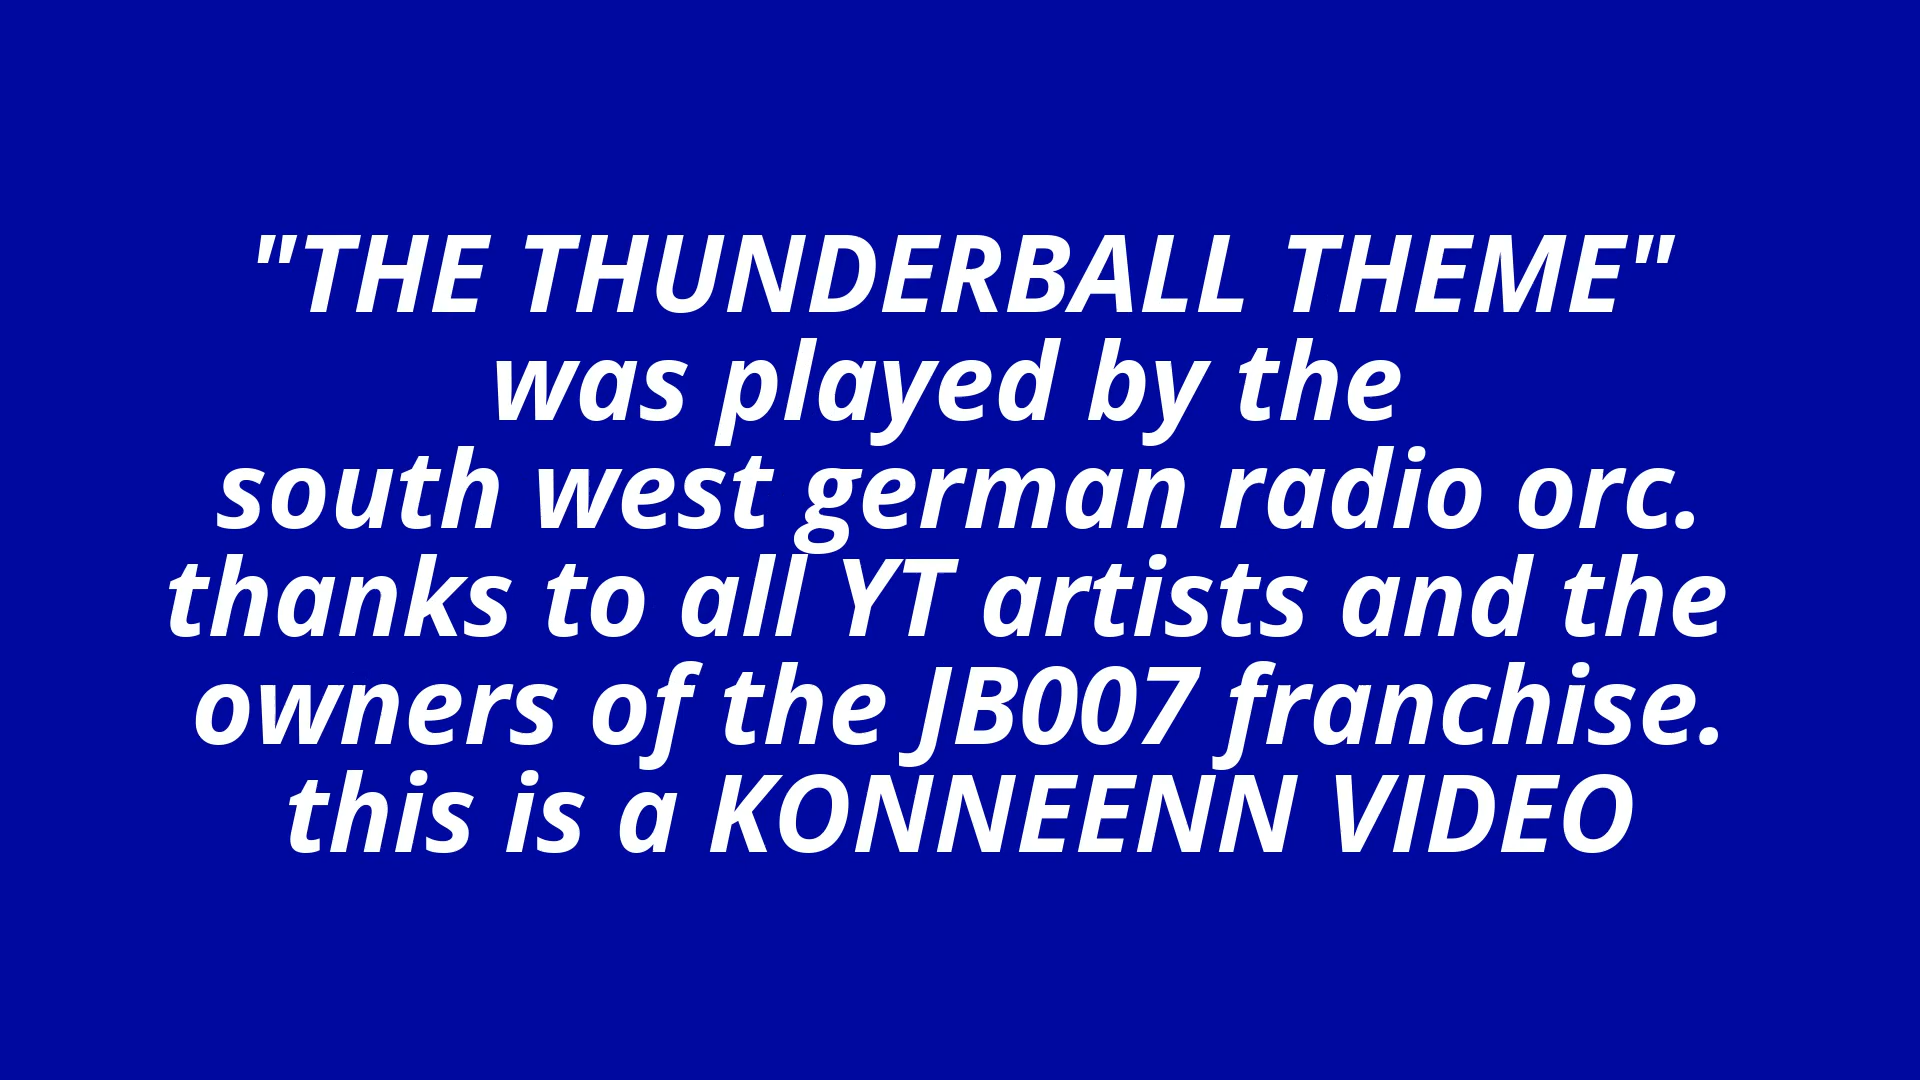 "THE THUNDERBALL THEME"
was played by the
south west german radio orc.
thanks to all YT artists and the
owners of the JB007 franchise.
this is a KONNEENN VIDEO